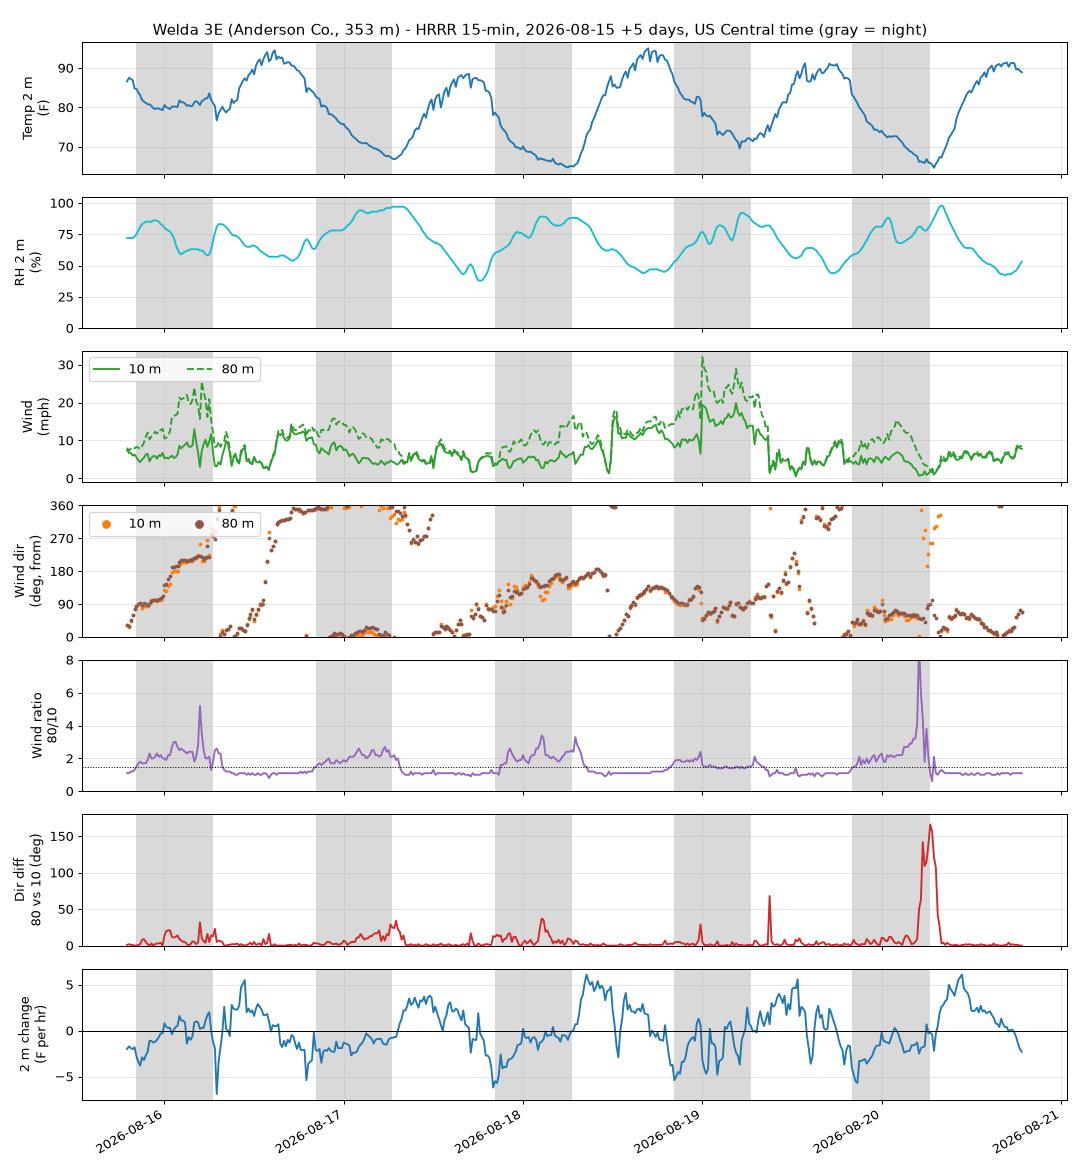 Welda 3E (Anderson Co., 353 m) - HRRR 15-min, 2026-08-15 +5 days, US Central time (gray = night)
Temp 2 m
(F)
90
80
70
RH 2 m
(%)
100
75
50
25
0
Wind
(mph)
30
20
10
0
10 m
80 m
Wind dir
(deg, from)
360
270
180
90
0
10 m
80 m
Wind ratio
80/10
8
6
4
2
0
Dir diff
80 vs 10 (deg)
150
100
50
0
2 m change
(F per hr)
5
0
−5
2026-08-16
2026-08-17
2026-08-18
2026-08-19
2026-08-20
2026-08-21